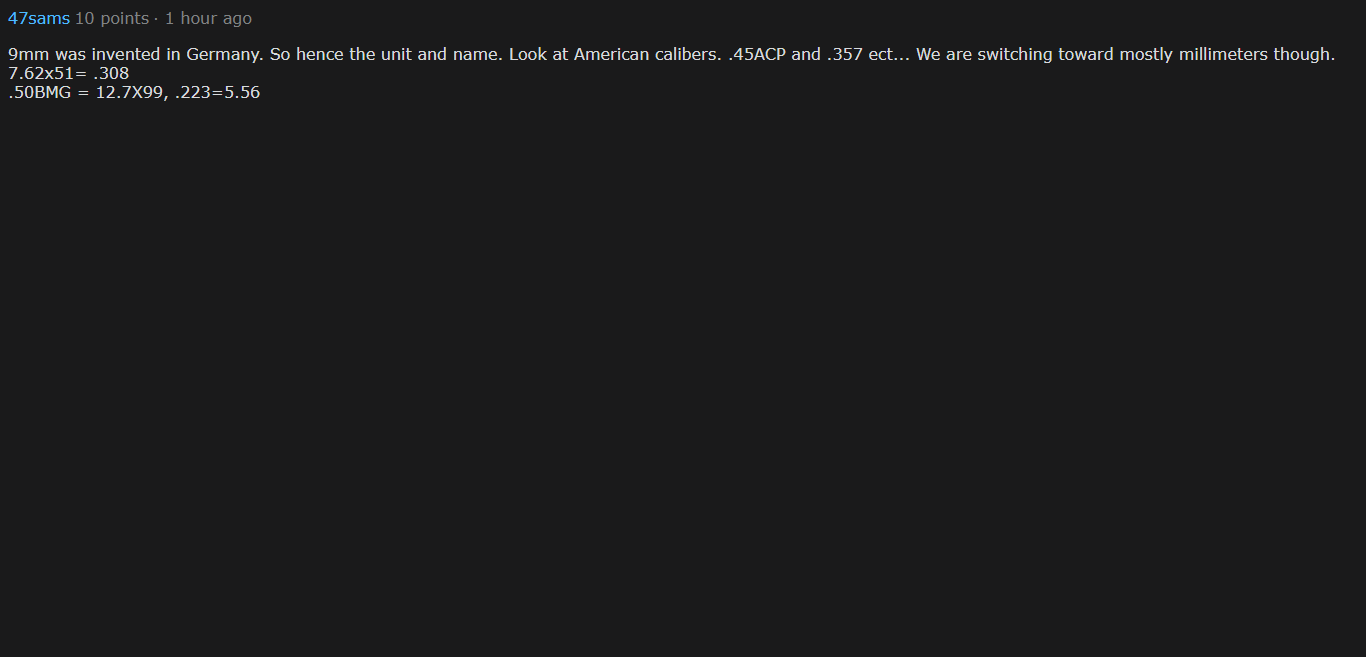 47sams 10 points · 1 hour ago
9mm was invented in Germany. So hence the unit and name. Look at American calibers. .45ACP and .357 ect... We are switching toward mostly millimeters though.
7.62x51= .308
.50BMG = 12.7X99, .223=5.56